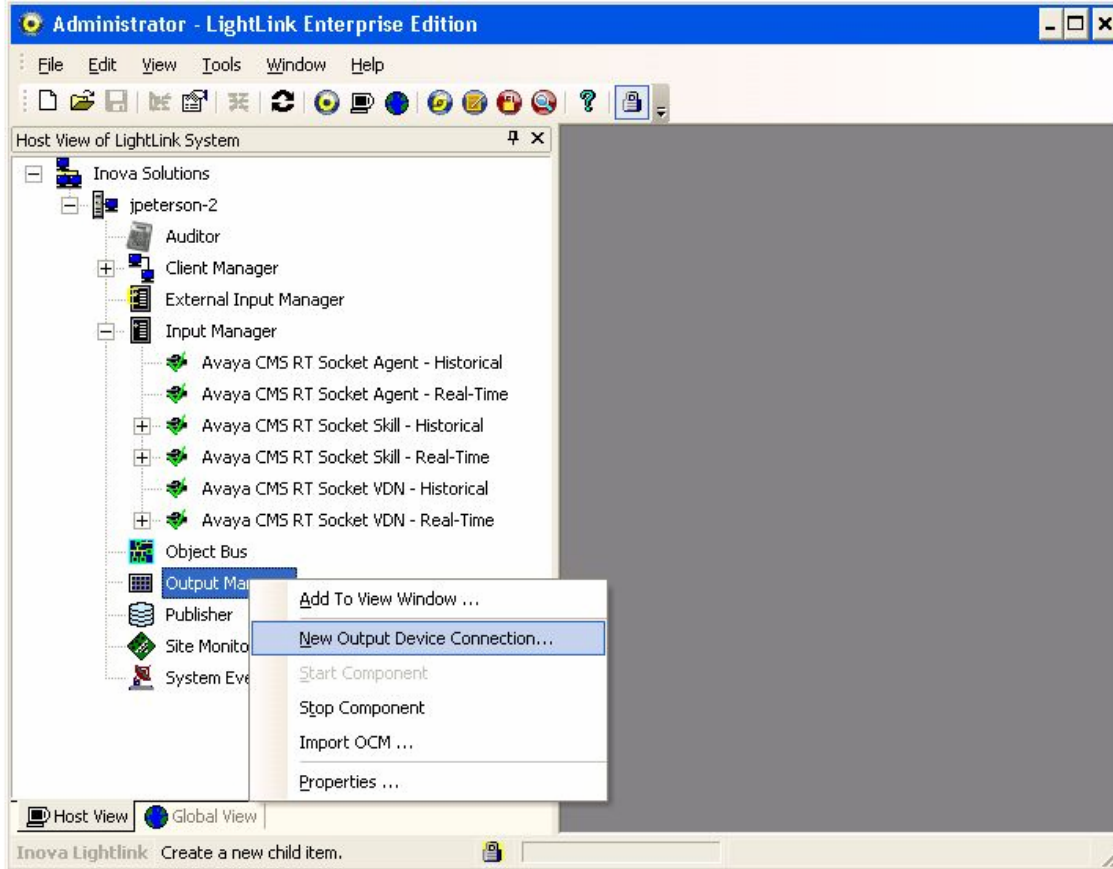 Administrator - LightLink Enterprise Edition
File Edit View Tools Window Help
Host View of LightLink System
Inova Solutions
jpeterson-2
Auditor
Client Manager
External Input Manager
Input Manager
Avaya CMS RT Socket Agent - Historical
Avaya CMS RT Socket Agent - Real-Time
Avaya CMS RT Socket Skill - Historical
Avaya CMS RT Socket Skill - Real-Time
Avaya CMS RT Socket VDN - Historical
Avaya CMS RT Socket VDN - Real-Time
Object Bus
Output Ma
Publisher
Site Monito
System Eve
Add To View Window ...
New Output Device Connection...
Start Component
Stop Component
Import OCM ...
Properties ...
Host View Global View
Inova Lightlink Create a new child item.